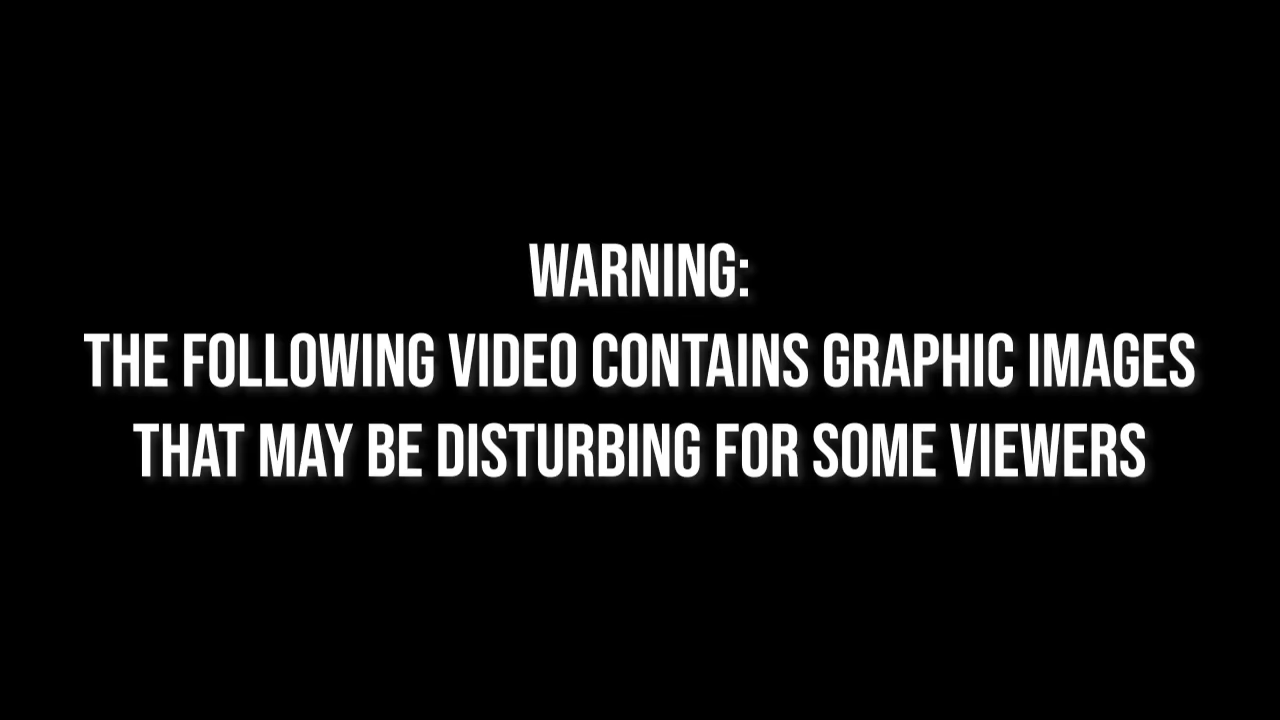 WARNING:
THE FOLLOWING VIDEO CONTAINS GRAPHIC IMAGES
THAT MAY BE DISTURBING FOR SOME VIEWERS